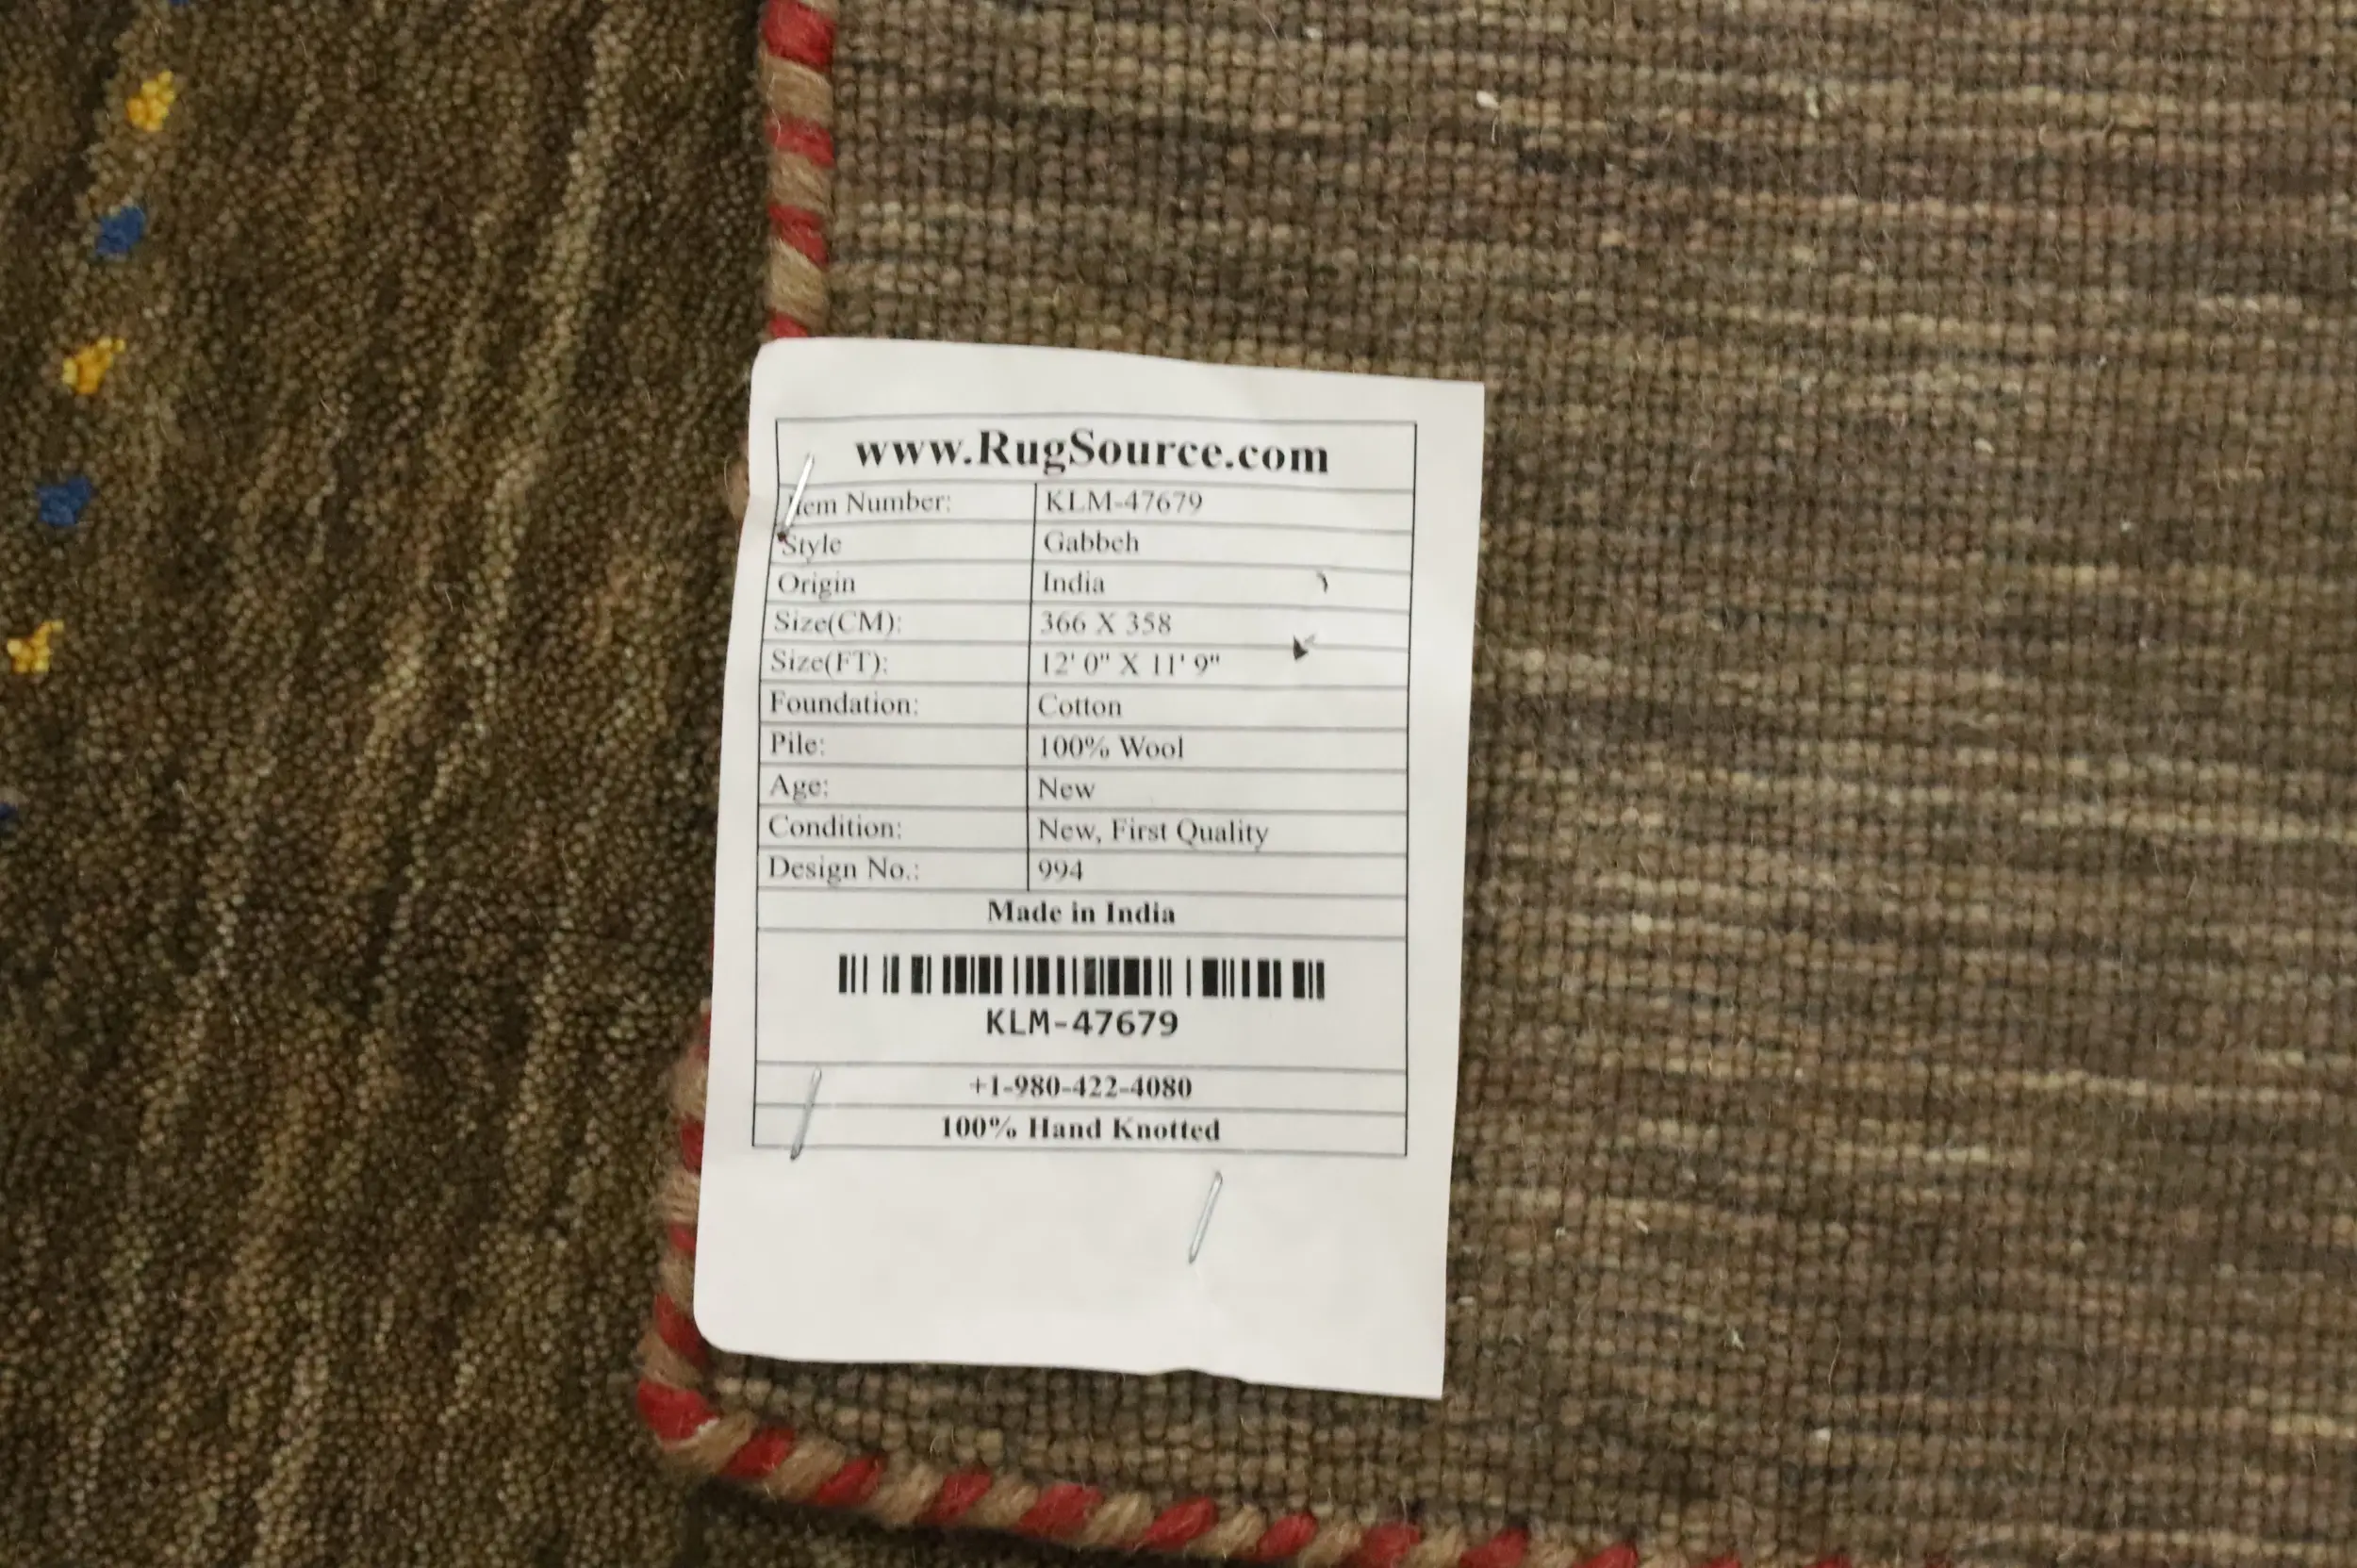 www.RugSource.com
Item Number: KLM-47679
Style Gabbeh
Origin India
Size(CM): 366 X 358
Size(FT): 12' 0" X 11' 9"
Foundation: Cotton
Pile: 100% Wool
Age: New
Condition: New, First Quality
Design No.: 994
Made in India
KLM-47679
+1-980-422-4080
100% Hand Knotted